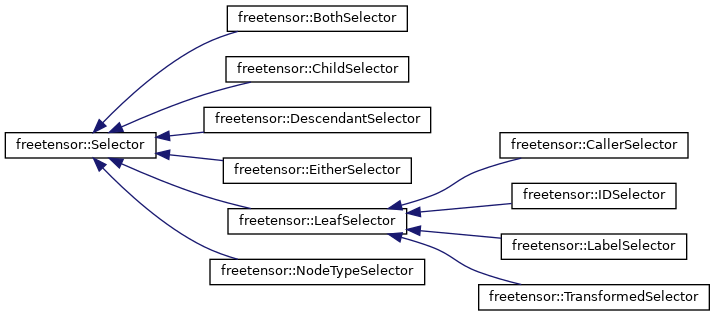 freetensor::BothSelector
freetensor::ChildSelector
freetensor::DescendantSelector
freetensor::Selector
freetensor::CallerSelector
freetensor::EitherSelector
freetensor::IDSelector
freetensor::LeafSelector
freetensor::LabelSelector
freetensor::NodeTypeSelector
freetensor::TransformedSelector